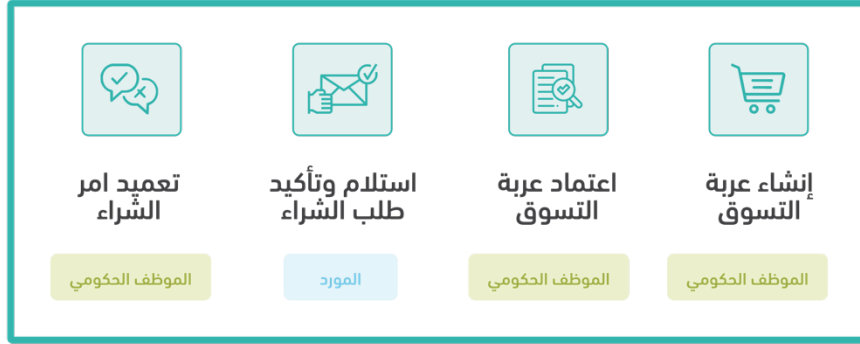 إنشاء عربة
التسوق
الموظف الحكومي
اعتماد عربة
التسوق
الموظف الحكومي
استلام وتأكيد
طلب الشراء
المورد
تعميد امر
الشراء
الموظف الحكومي